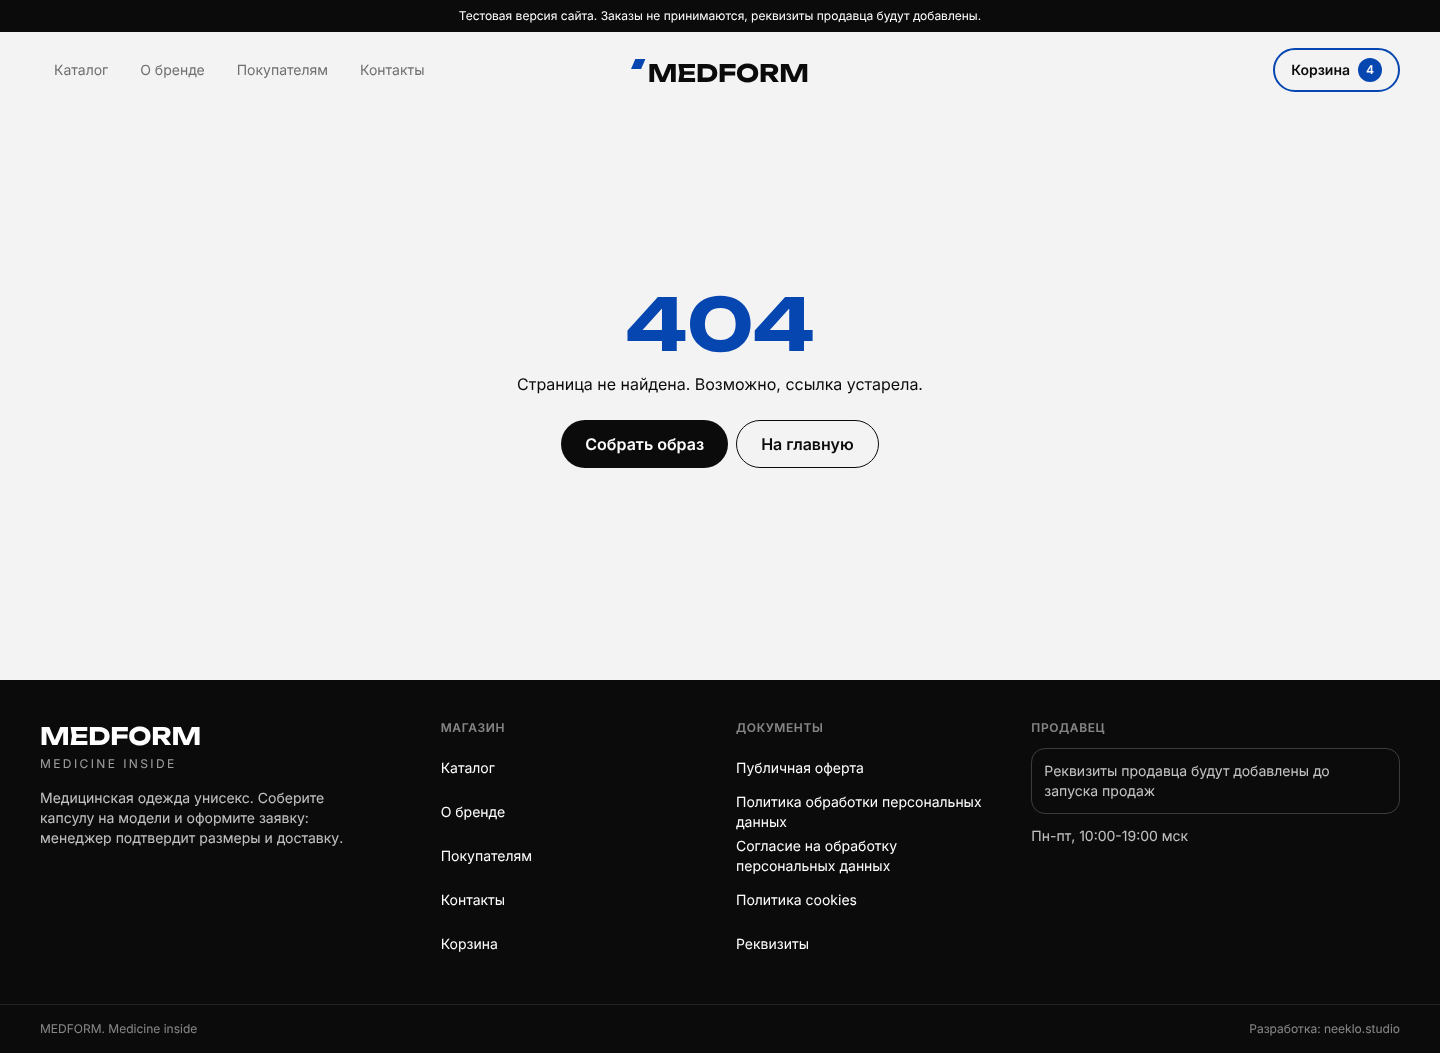 Тестовая версия сайта. Заказы не принимаются, реквизиты продавца будут добавлены.
Каталог О бренде Покупателям Контакты
MEDFORM
Корзина 4
404
Страница не найдена. Возможно, ссылка устарела.
Собрать образ На главную
MEDFORM
MEDICINE INSIDE
Медицинская одежда унисекс. Соберите
капсулу на модели и оформите заявку:
менеджер подтвердит размеры и доставку.
МАГАЗИН
Каталог
О бренде
Покупателям
Контакты
Корзина
ДОКУМЕНТЫ
Публичная оферта
Политика обработки персональных
данных
Согласие на обработку
персональных данных
Политика cookies
Реквизиты
ПРОДАВЕЦ
Реквизиты продавца будут добавлены до
запуска продаж
Пн-пт, 10:00-19:00 мск
MEDFORM. Medicine inside
Разработка: neeklo.studio